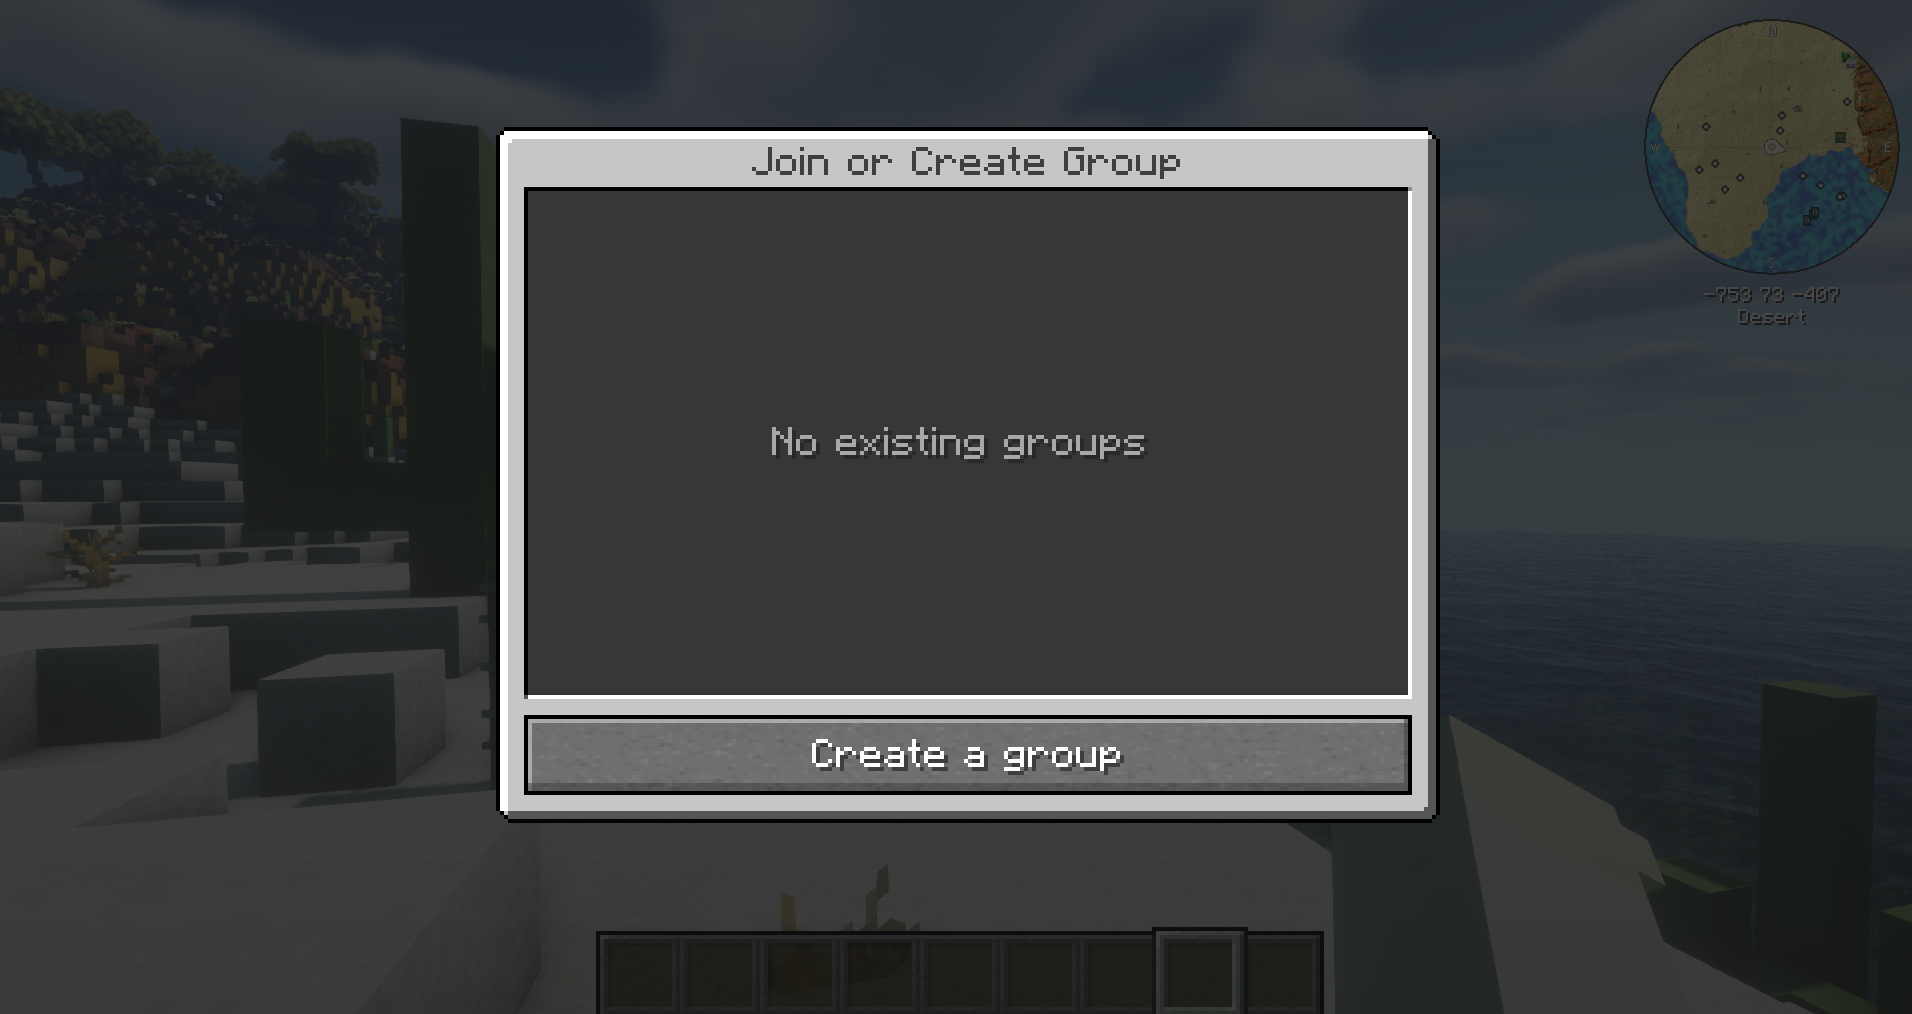 Join or Create Group
N
W
E
S
-753 73 -407
Desert
No existing groups
Create a group